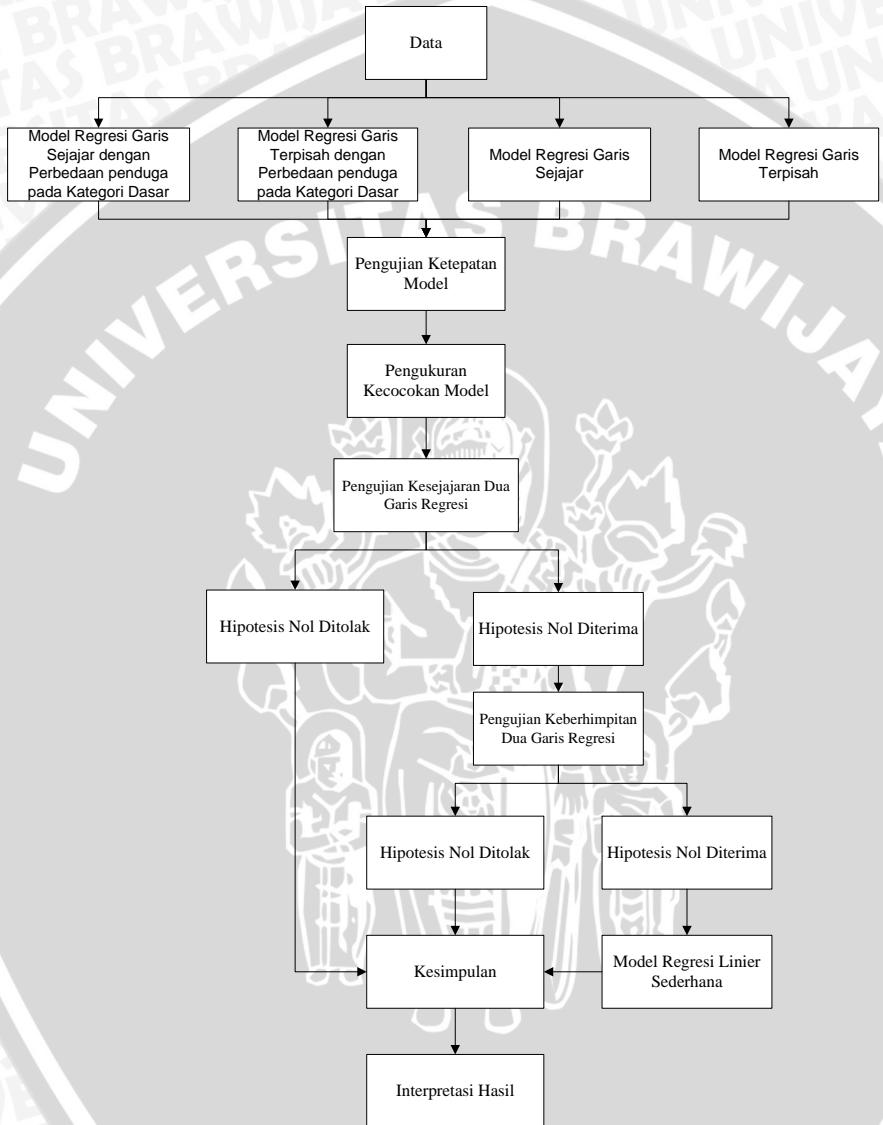 Data
Model Regresi Garis
Sejajar dengan
Perbedaan penduga
pada Kategori Dasar
Model Regresi Garis
Terpisah dengan
Perbedaan penduga
pada Kategori Dasar
Model Regresi Garis
Sejajar
Model Regresi Garis
Terpisah
UNIVERSITAS BRAWIJAYA
Pengujian Ketepatan
Model
Pengukuran
Kecocokan Model
Pengujian Kesejajaran Dua
Garis Regresi
Hipotesis Nol Ditolak
Hipotesis Nol Diterima
Pengujian Keberhimpitan
Dua Garis Regresi
Hipotesis Nol Ditolak
Hipotesis Nol Diterima
Kesimpulan
Model Regresi Linier
Sederhana
Interpretasi Hasil